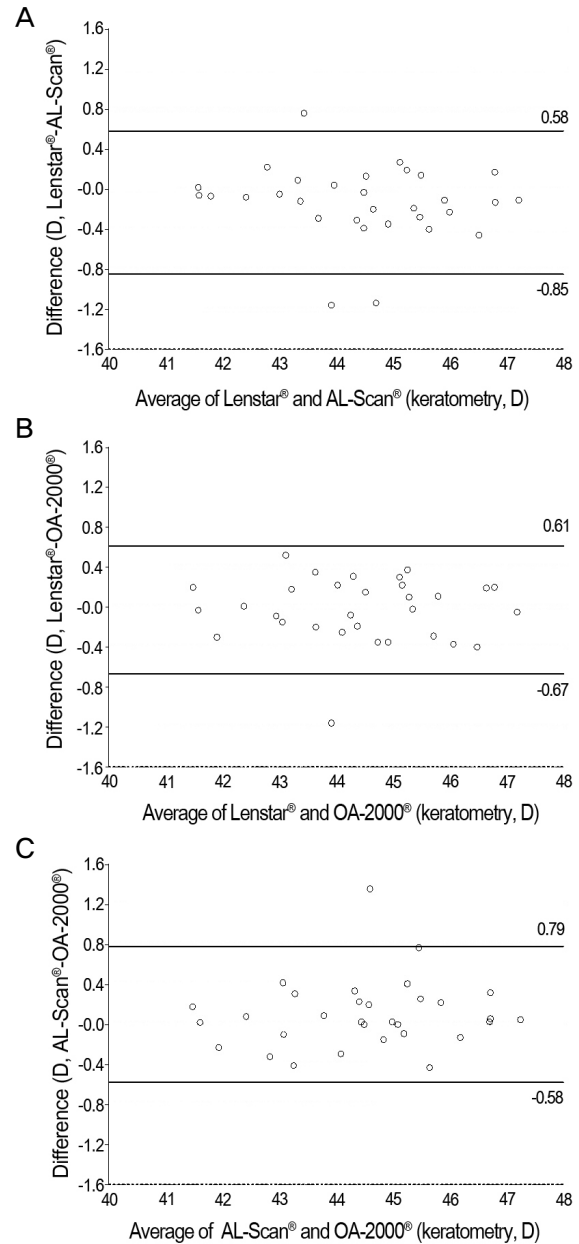 A
1.6
1.2
0.8
0.4
-0.0
-0.4
-0.8
-1.2
-1.6
Difference (D, Lenstar®-AL-Scan®)
0.58
-0.85
40 41 42 43 44 45 46 47 48
Average of Lenstar® and AL-Scan® (keratometry, D)
B
1.6
1.2
0.8
0.4
-0.0
-0.4
-0.8
-1.2
-1.6
Difference (D, Lenstar®-OA-2000®)
0.61
-0.67
40 41 42 43 44 45 46 47 48
Average of Lenstar® and OA-2000® (keratometry, D)
C
1.6
1.2
0.8
0.4
-0.0
-0.4
-0.8
-1.2
-1.6
Difference (D, AL-Scan®-OA-2000®)
0.79
-0.58
40 41 42 43 44 45 46 47 48
Average of AL-Scan® and OA-2000® (keratometry, D)